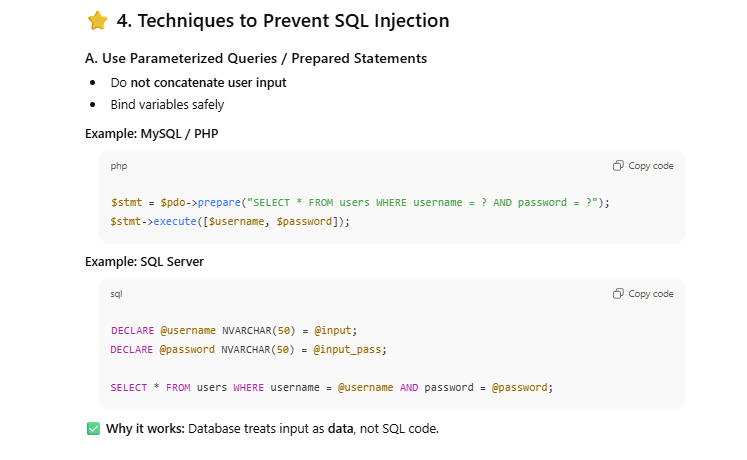 ⭐ 4. Techniques to Prevent SQL Injection
A. Use Parameterized Queries / Prepared Statements
• Do not concatenate user input
• Bind variables safely
Example: MySQL / PHP
php Copy code
$stmt = $pdo->prepare("SELECT * FROM users WHERE username = ? AND password = ?");
$stmt->execute([$username, $password]);
Example: SQL Server
sql Copy code
DECLARE @username NVARCHAR(50) = @input;
DECLARE @password NVARCHAR(50) = @input_pass;
SELECT * FROM users WHERE username = @username AND password = @password;
✅ Why it works: Database treats input as data, not SQL code.